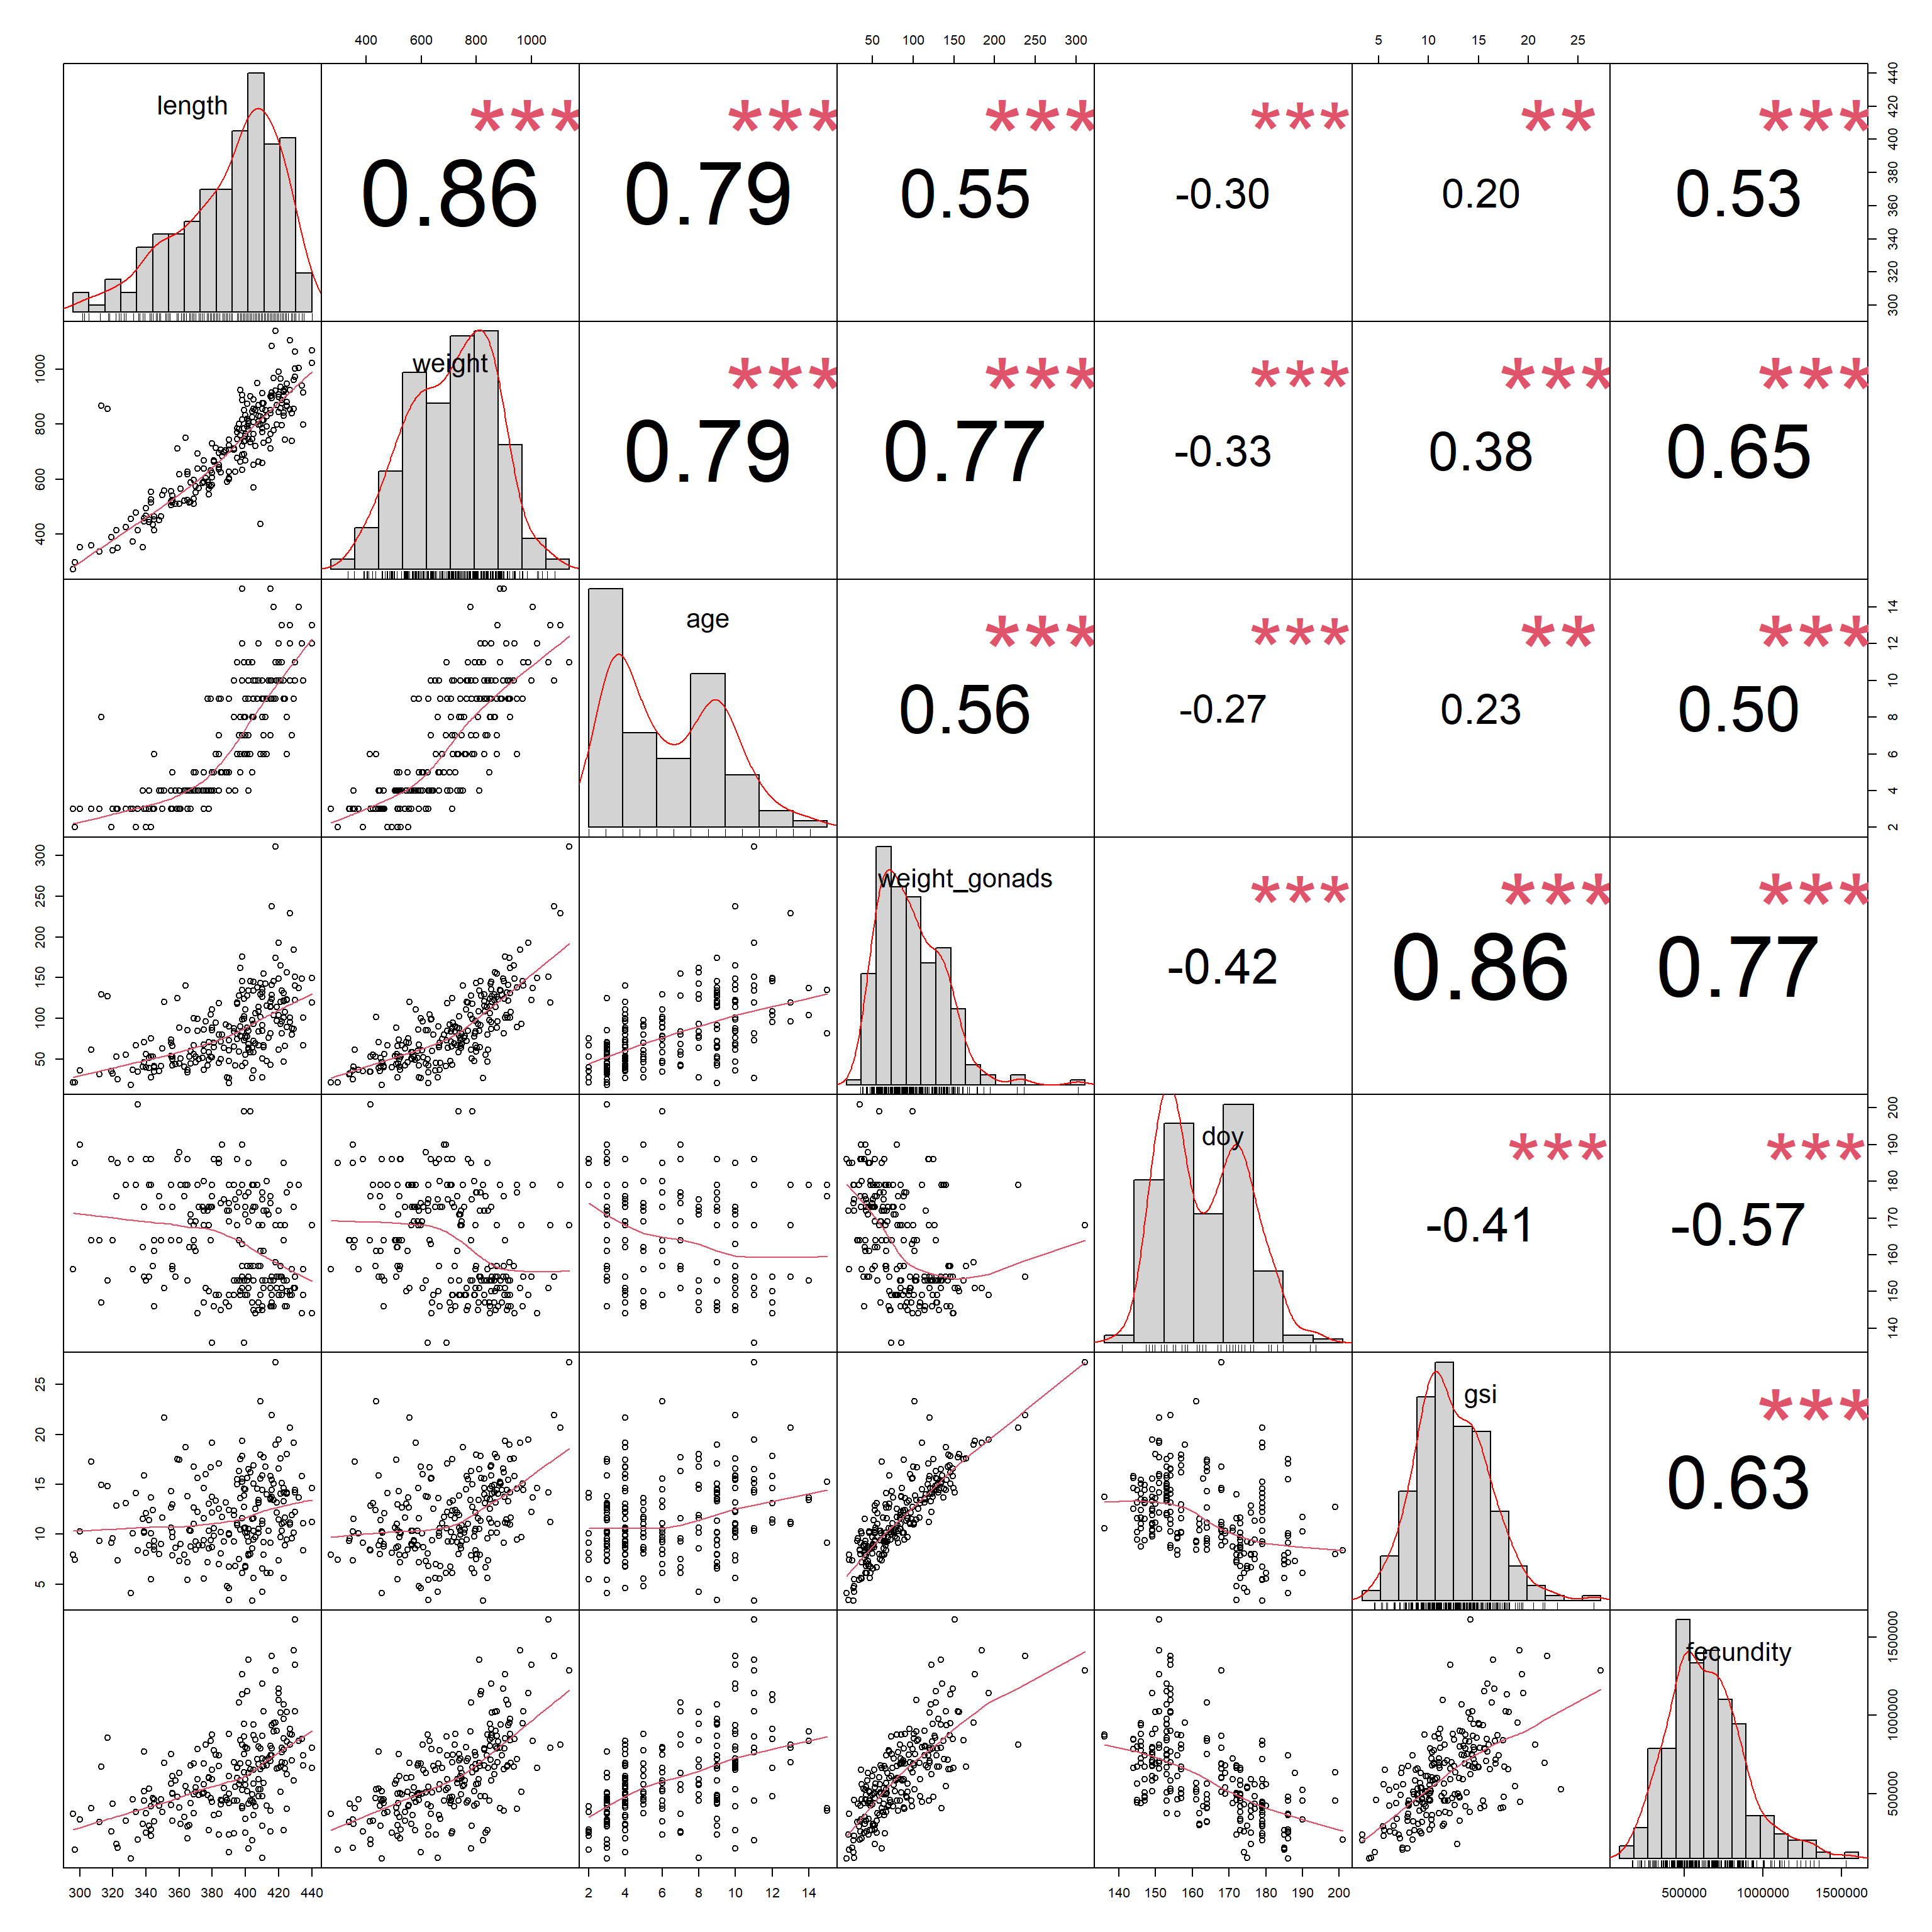 400 600 800 1000 50 100 150 200 250 300 5 10 15 20 25
length *** *** *** *** ** *** 440
0.86 0.79 0.55 -0.30 0.20 0.53 300 320 340 360 380 400 420
weight *** *** *** *** ***
400 600 800 1000 0.79 0.77 -0.33 0.38 0.65
age *** *** ** ***
0.56 -0.27 0.23 0.50 2 4 6 8 10 12 14
50 100 150 200 250 300 weight_gonads *** *** ***
-0.42 0.86 0.77
doy *** ***
-0.41 -0.57 140 150 160 170 180 190 200
5 10 15 20 25 gsi ***
0.63
fecundity 500000 1000000 1500000
300 320 340 360 380 400 420 440 2 4 6 8 10 12 14 140 150 160 170 180 190 200 500000 1000000 1500000